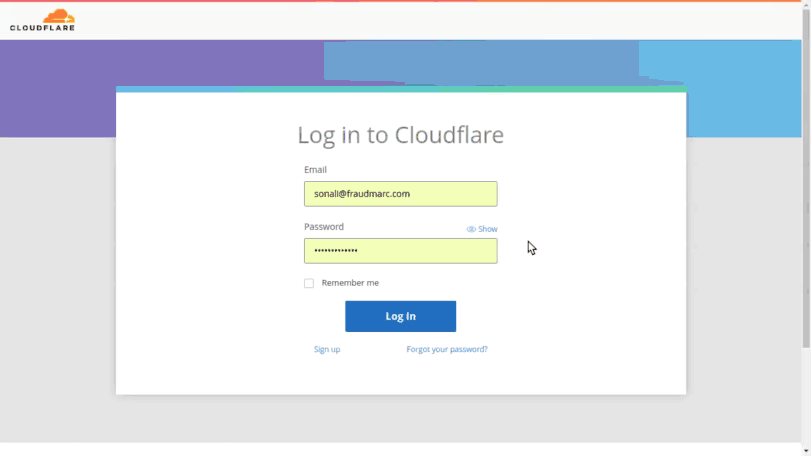 CLOUDFLARE
Log in to Cloudflare
Email
sonali@fraudmarc.com
Password
Show
•••••••••••••
Remember me
Log In
Sign up
Forgot your password?